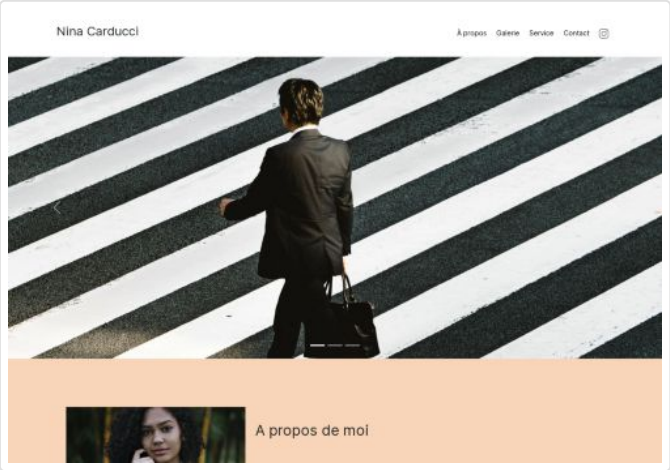 Nina Carducci
À propos Galerie Service Contact
A propos de moi